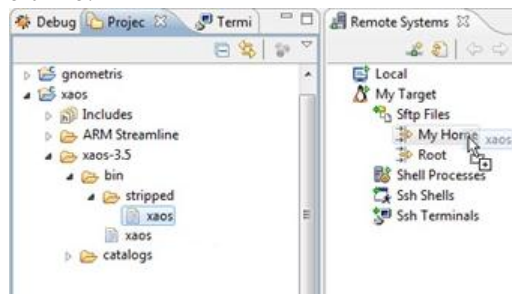 Debug
Projec
Termi
gnometris
xaos
Includes
ARM Streamline
xaos-3.5
bin
stripped
xaos
xaos
catalogs
Remote Systems
Local
My Target
Sftp Files
My Home
xaos
Root
Shell Processes
Ssh Shells
Ssh Terminals